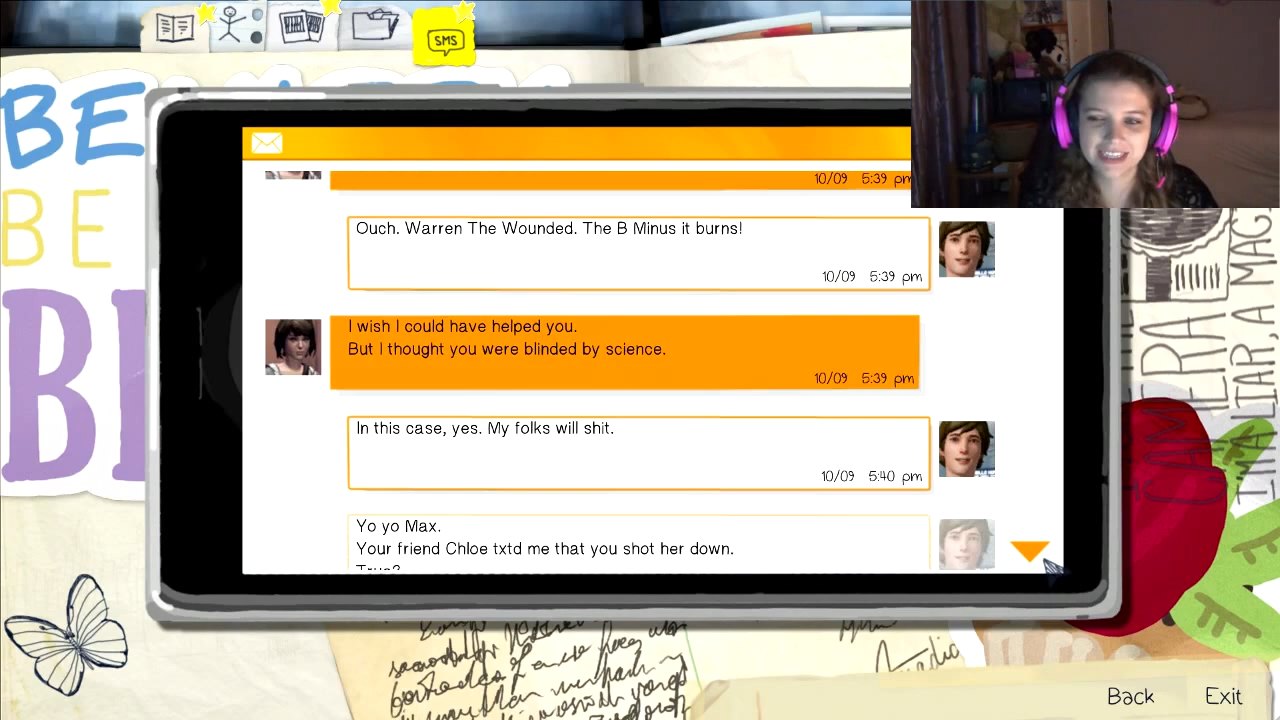 SMS
BE
BE
10/09 5:39 pm
Ouch. Warren The Wounded. The B Minus it burns!
10/09 5:39 pm
I wish I could have helped you.
But I thought you were blinded by science.
10/09 5:39 pm
In this case, yes. My folks will shit.
10/09 5:40 pm
Yo yo Max.
Your friend Chloe txtd me that you shot her down.
True?
CAMERA
Back
Exit